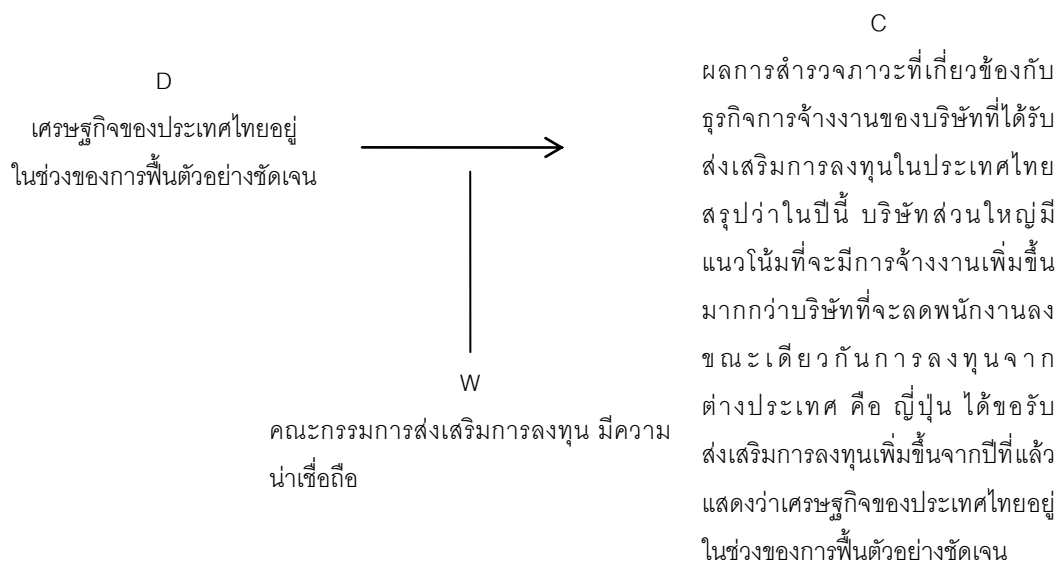 D
เศรษฐกิจของประเทศไทยอยู่
ในช่วงของการฟื้นตัวอย่างชัดเจน
W
คณะกรรมการส่งเสริมการลงทุน มีความ
น่าเชื่อถือ
C
ผลการสำรวจภาวะที่เกี่ยวข้องกับ
ธุรกิจการจ้างงานของบริษัทที่ได้รับ
ส่งเสริมการลงทุนในประเทศไทย
สรุปว่าในปีนี้ บริษัทส่วนใหญ่มี
แนวโน้มที่จะมีการจ้างงานเพิ่มขึ้น
มากกว่าบริษัทที่จะลดพนักงานลง
ขณะเดียวกันการลงทุนจาก
ต่างประเทศ คือ ญี่ปุ่น ได้ขอรับ
ส่งเสริมการลงทุนเพิ่มขึ้นจากปีที่แล้ว
แสดงว่าเศรษฐกิจของประเทศไทยอยู่
ในช่วงของการฟื้นตัวอย่างชัดเจน